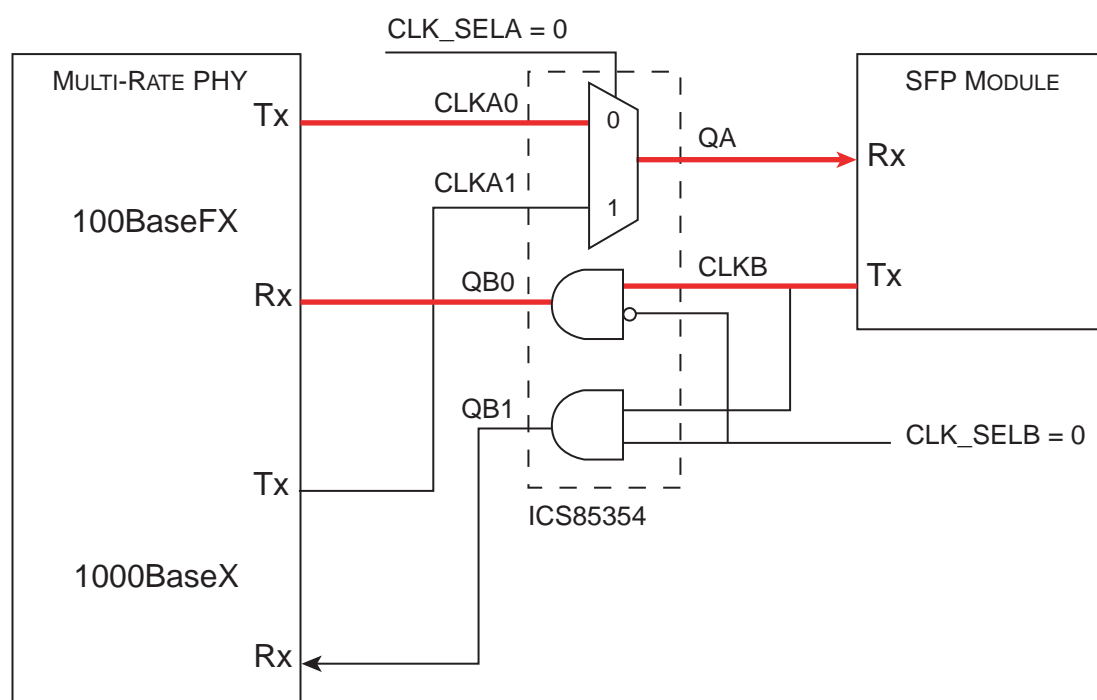 CLK_SELA = 0
MULTI-RATE PHY
SFP MODULE
Tx
CLKA0
0
QA
Rx
CLKA1
1
100BaseFX
CLKB
Tx
Rx
QB0
QB1
CLK_SELB = 0
Tx
ICS85354
1000BaseX
Rx